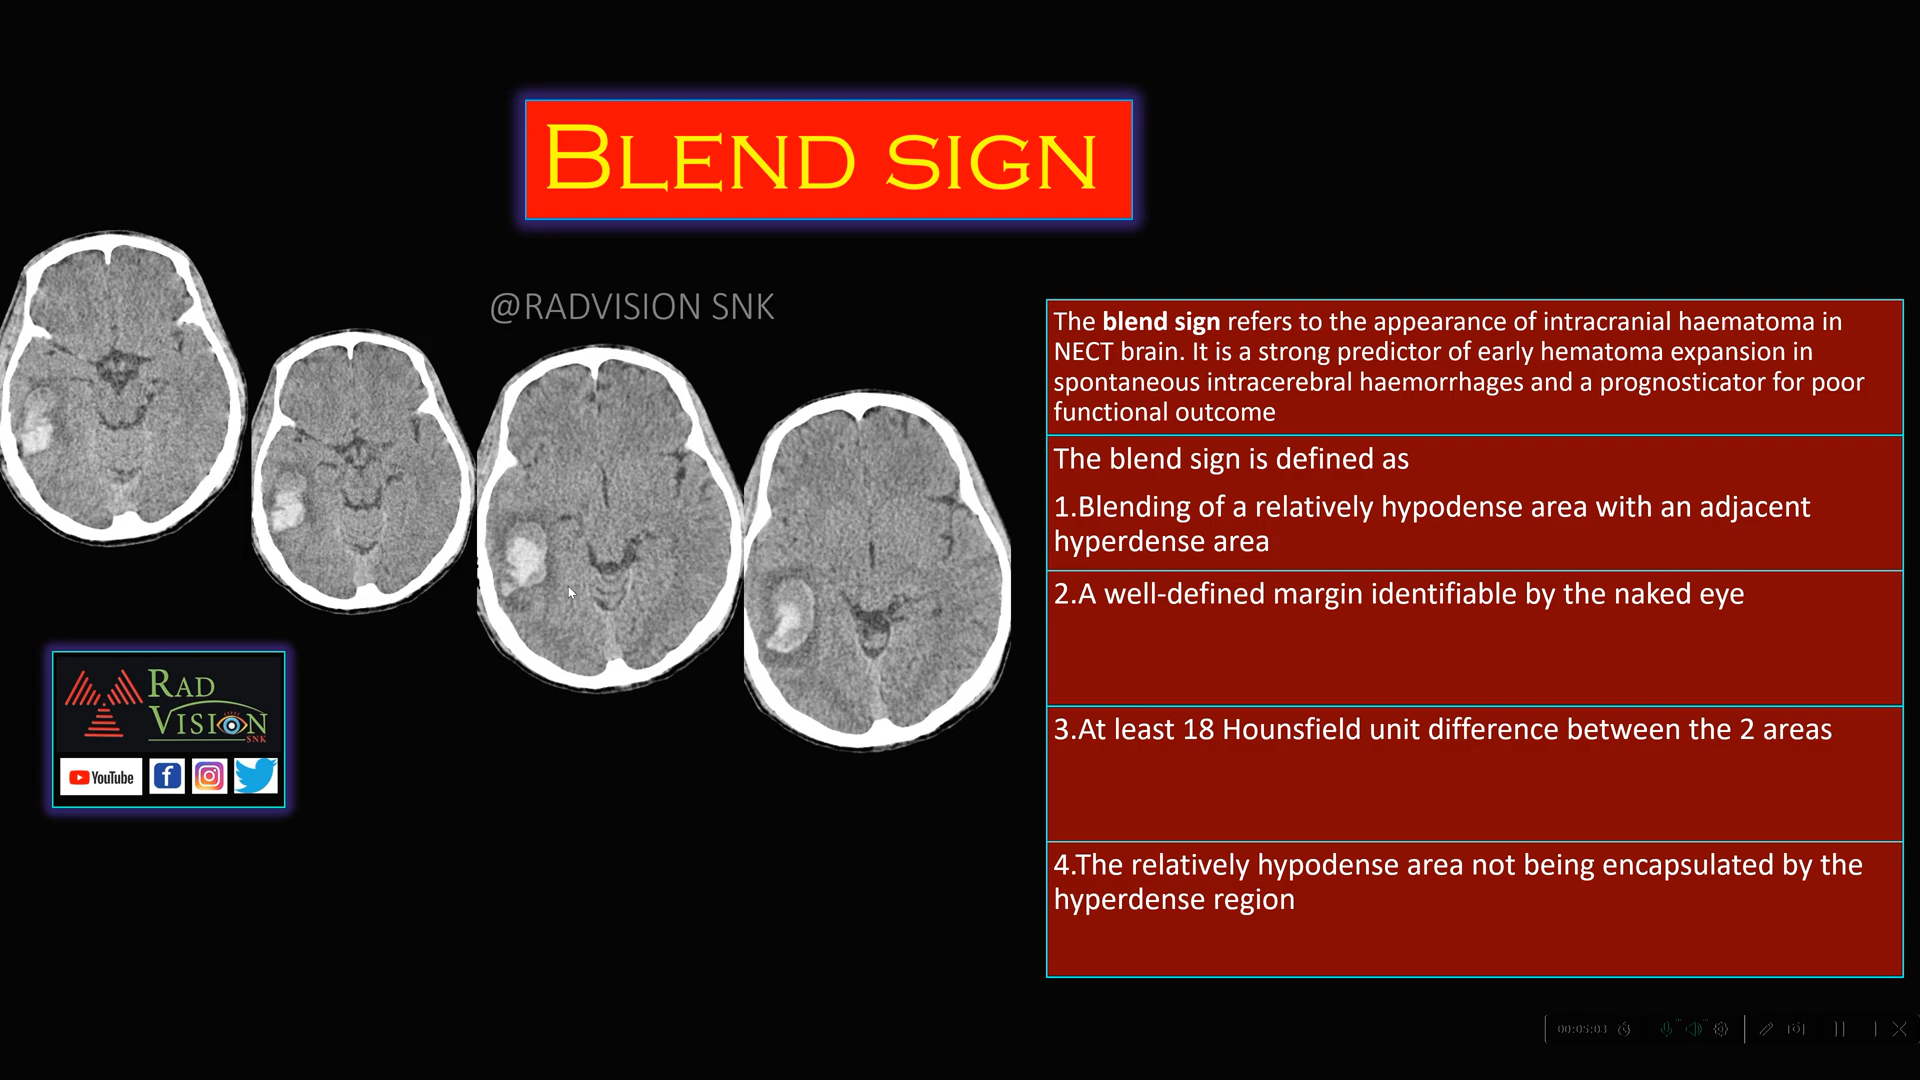 BLEND SIGN
@RADVISION SNK
The blend sign refers to the appearance of intracranial haematoma in
NECT brain. It is a strong predictor of early hematoma expansion in
spontaneous intracerebral haemorrhages and a prognosticator for poor
functional outcome
The blend sign is defined as
1.Blending of a relatively hypodense area with an adjacent
hyperdense area
2.A well-defined margin identifiable by the naked eye
3.At least 18 Hounsfield unit difference between the 2 areas
4.The relatively hypodense area not being encapsulated by the
hyperdense region
RAD
VISION
SNK
YouTube
00:05:03